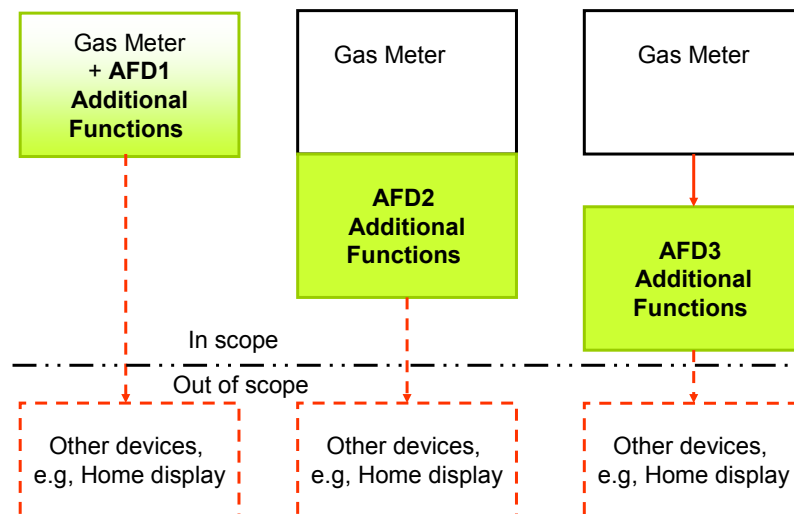 Gas Meter
+ AFD1
Additional
Functions
Gas Meter
AFD2
Additional
Functions
Gas Meter
AFD3
Additional
Functions
In scope
Out of scope
Other devices,
e.g, Home display
Other devices,
e.g, Home display
Other devices,
e.g, Home display